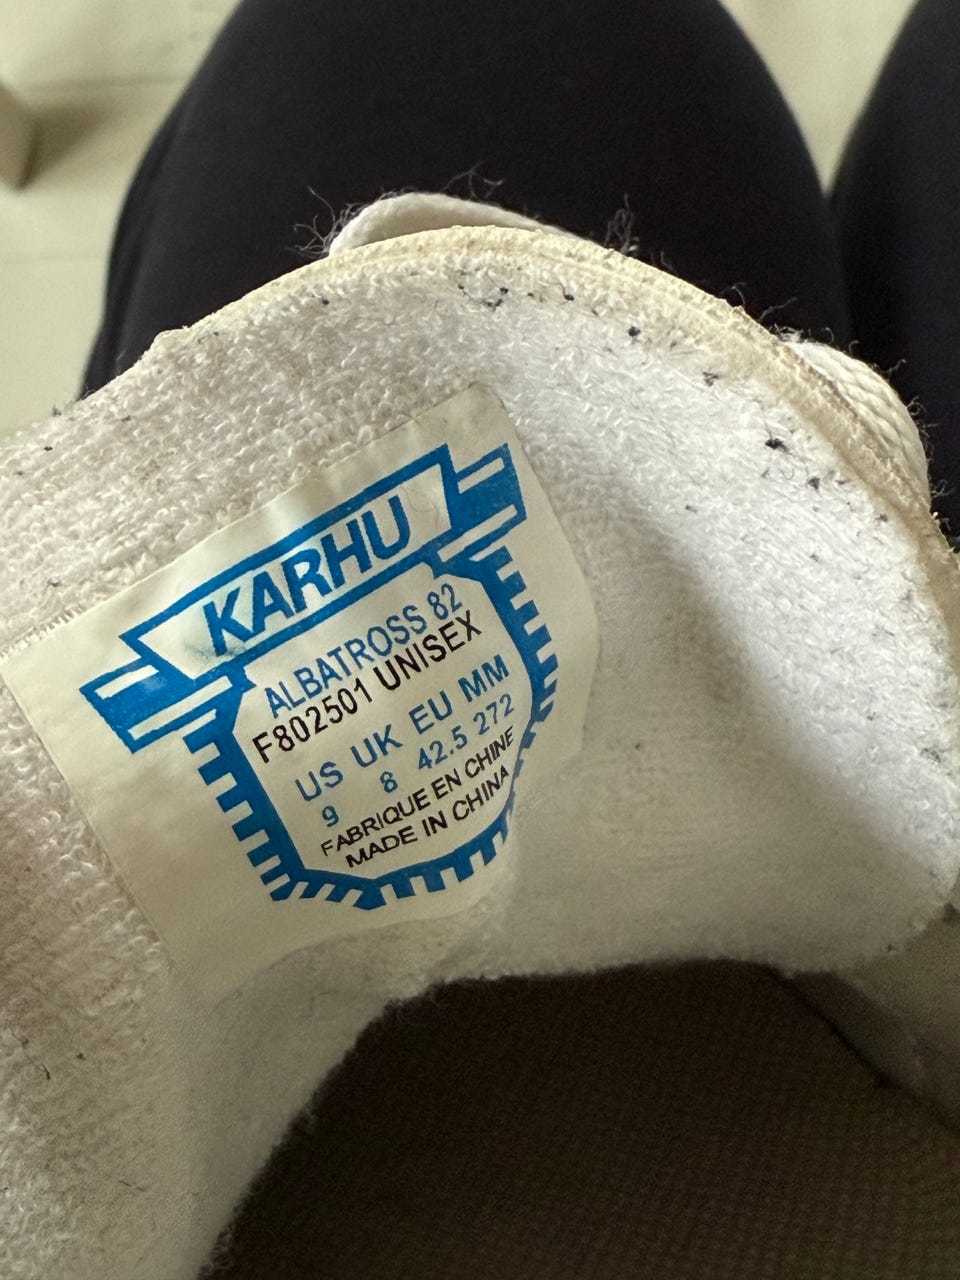 KARHU
ALBATROSS 82
F802501 UNISEX
US UK EU MM
9 8 42.5 272
FABRIQUE EN CHINE
MADE IN CHINA